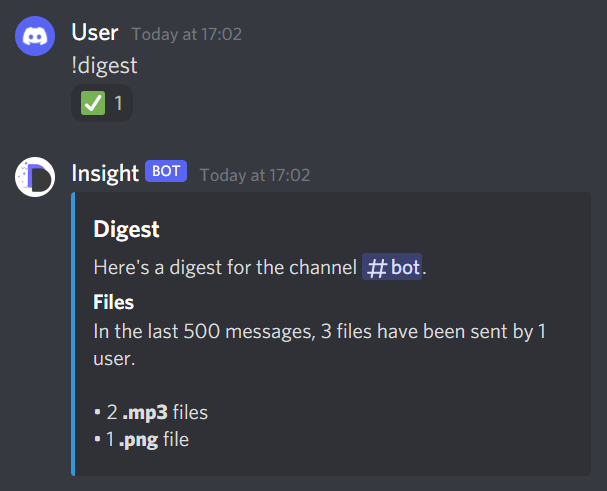 User Today at 17:02
!digest
✅ 1
Insight BOT Today at 17:02
Digest
Here's a digest for the channel #bot.
Files
In the last 500 messages, 3 files have been sent by 1
user.
• 2 .mp3 files
• 1 .png file